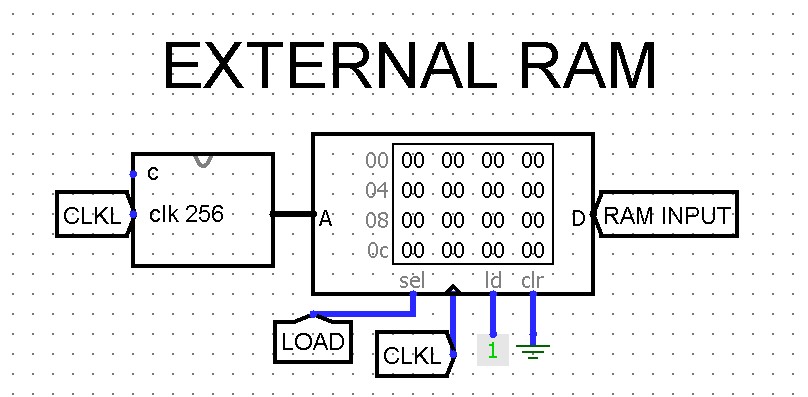 EXTERNAL RAM
00 00 00 00 00
c
04 00 00 00 00
CLKL clk 256 A 08 00 00 00 00 D RAM INPUT
0c 00 00 00 00
sel ld clr
LOAD CLKL 1